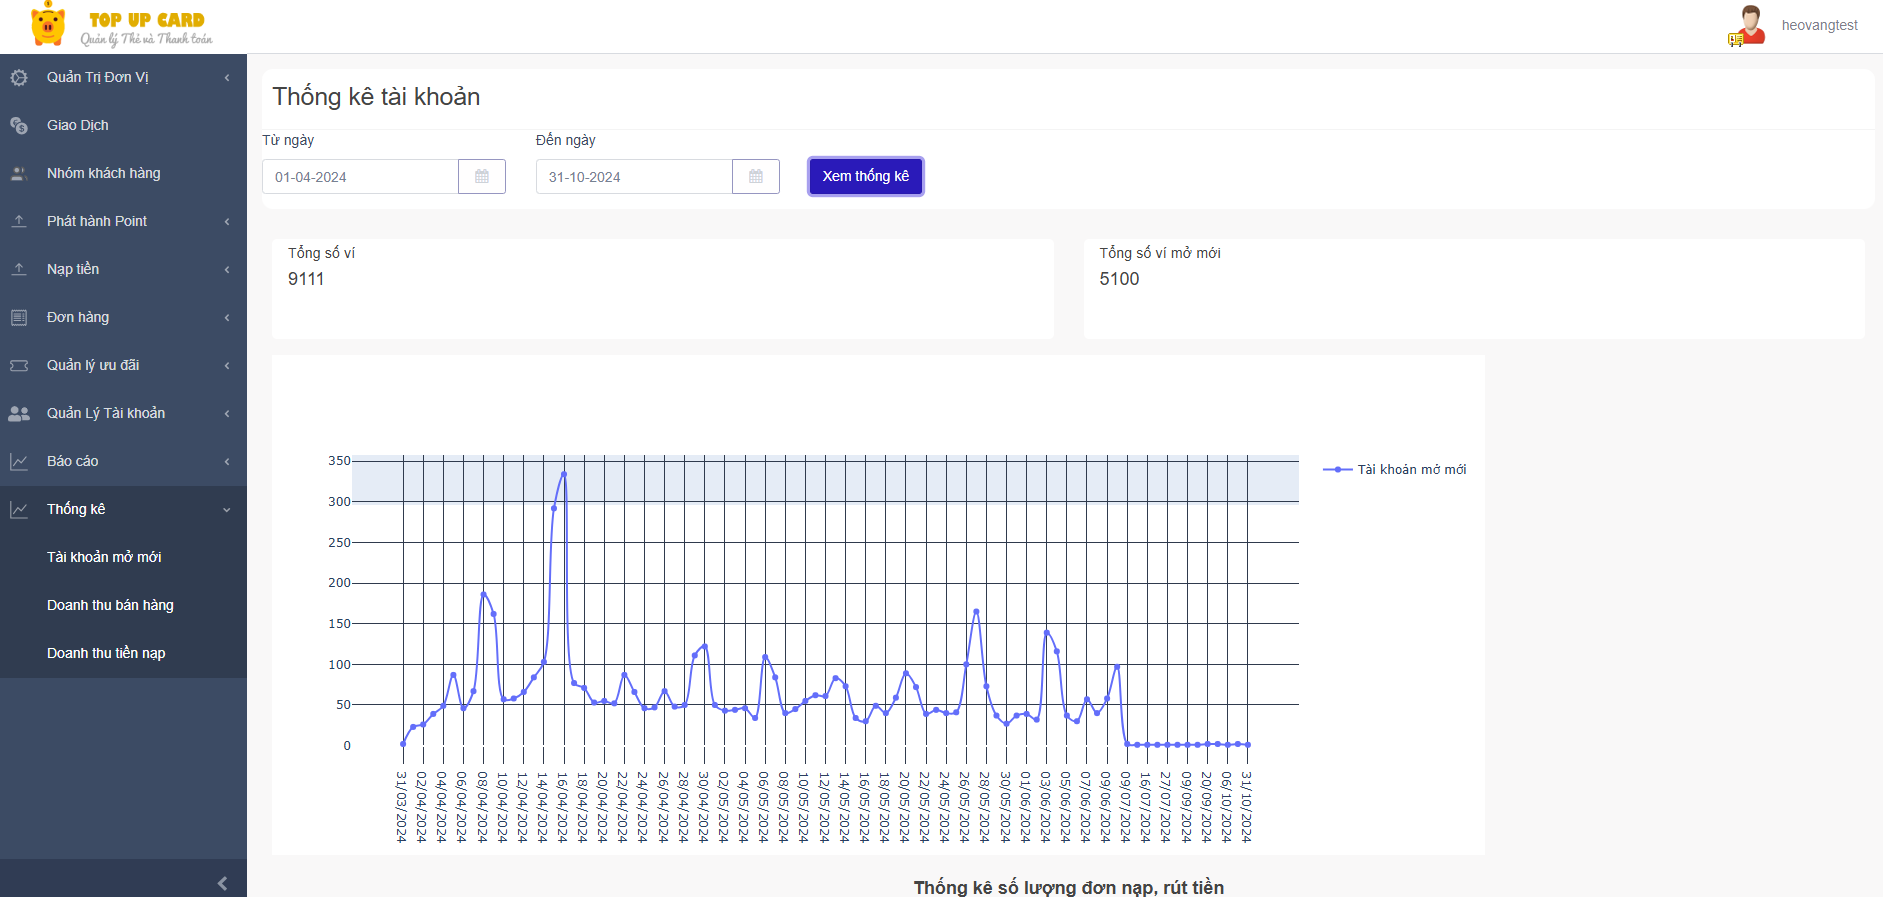 TOP UP CARD
Quản lý Thẻ và Thanh toán
heovangtest
Quản Trị Đơn Vị
Giao Dịch
Nhóm khách hàng
Phát hành Point
Nạp tiền
Đơn hàng
Quản lý ưu đãi
Quản Lý Tài khoản
Báo cáo
Thống kê
Tài khoản mở mới
Doanh thu bán hàng
Doanh thu tiền nạp
Thống kê tài khoản
Từ ngày
Đến ngày
01-04-2024
31-10-2024
Xem thống kê
Tổng số ví
9111
Tổng số ví mở mới
5100
350
300
250
200
150
100
50
0
Tài khoản mở mới
31/03/2024
02/04/2024
04/04/2024
06/04/2024
08/04/2024
10/04/2024
12/04/2024
14/04/2024
16/04/2024
18/04/2024
20/04/2024
22/04/2024
24/04/2024
26/04/2024
28/04/2024
30/04/2024
02/05/2024
04/05/2024
06/05/2024
08/05/2024
10/05/2024
12/05/2024
14/05/2024
16/05/2024
18/05/2024
20/05/2024
22/05/2024
24/05/2024
26/05/2024
28/05/2024
30/05/2024
01/06/2024
03/06/2024
05/06/2024
07/06/2024
09/06/2024
09/07/2024
16/07/2024
27/07/2024
09/09/2024
20/09/2024
06/10/2024
31/10/2024
Thống kê số lượng đơn nạp, rút tiền